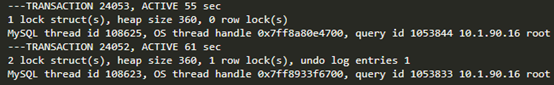 ---TRANSACTION 24053, ACTIVE 55 sec
1 lock struct(s), heap size 360, 0 row lock(s)
MySQL thread id 108625, OS thread handle 0x7ff8a80e4700, query id 1053844 10.1.90.16 root
---TRANSACTION 24052, ACTIVE 61 sec
2 lock struct(s), heap size 360, 1 row lock(s), undo log entries 1
MySQL thread id 108623, OS thread handle 0x7ff8933f6700, query id 1053833 10.1.90.16 root